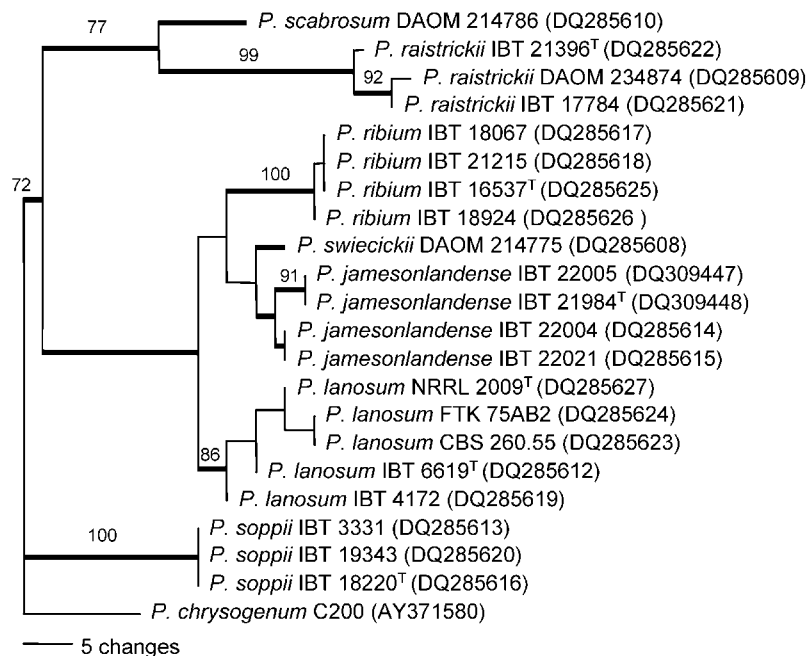 77
P. scabrosum DAOM 214786 (DQ285610)
P. raistrickii IBT 21396T (DQ285622)
99
92
P. raistrickii DAOM 234874 (DQ285609)
P. raistrickii IBT 17784 (DQ285621)
P. ribium IBT 18067 (DQ285617)
P. ribium IBT 21215 (DQ285618)
100
72
P. ribium IBT 16537T (DQ285625)
P. ribium IBT 18924 (DQ285626 )
P. swiecickii DAOM 214775 (DQ285608)
91
P. jamesonlandense IBT 22005 (DQ309447)
P. jamesonlandense IBT 21984T (DQ309448)
P. jamesonlandense IBT 22004 (DQ285614)
P. jamesonlandense IBT 22021 (DQ285615)
P. lanosum NRRL 2009T (DQ285627)
P. lanosum FTK 75AB2 (DQ285624)
P. lanosum CBS 260.55 (DQ285623)
86
P. lanosum IBT 6619T (DQ285612)
P. lanosum IBT 4172 (DQ285619)
P. soppii IBT 3331 (DQ285613)
100
P. soppii IBT 19343 (DQ285620)
P. soppii IBT 18220T (DQ285616)
P. chrysogenum C200 (AY371580)
5 changes